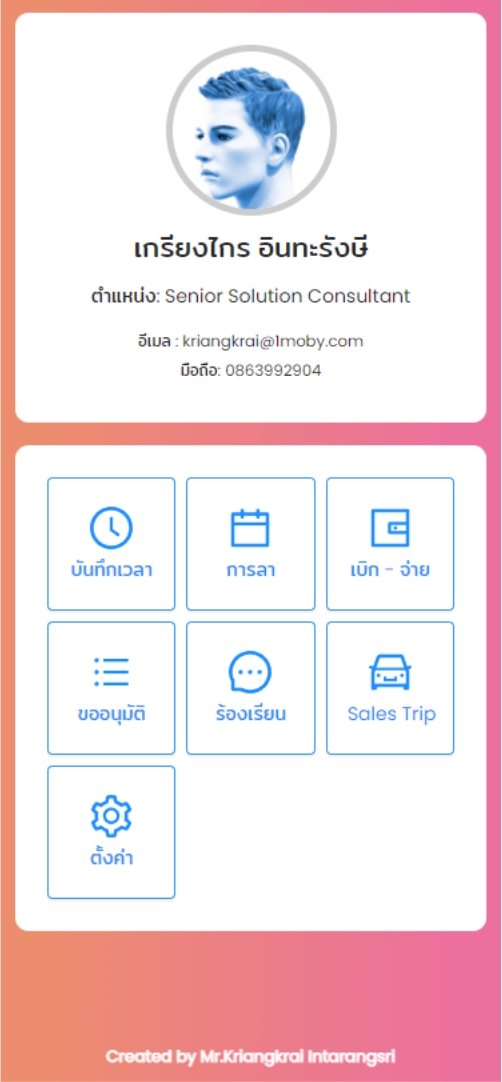 เกรียงไกร อินทะรังษี
ตำแหน่ง: Senior Solution Consultant
อีเมล : kriangkrai@1moby.com
มือถือ: 0863992904
บันทึกเวลา
การลา
เบิก - จ่าย
ขออนุมัติ
ร้องเรียน
Sales Trip
ตั้งค่า
Created by Mr.Kriangkrai Intarangsri